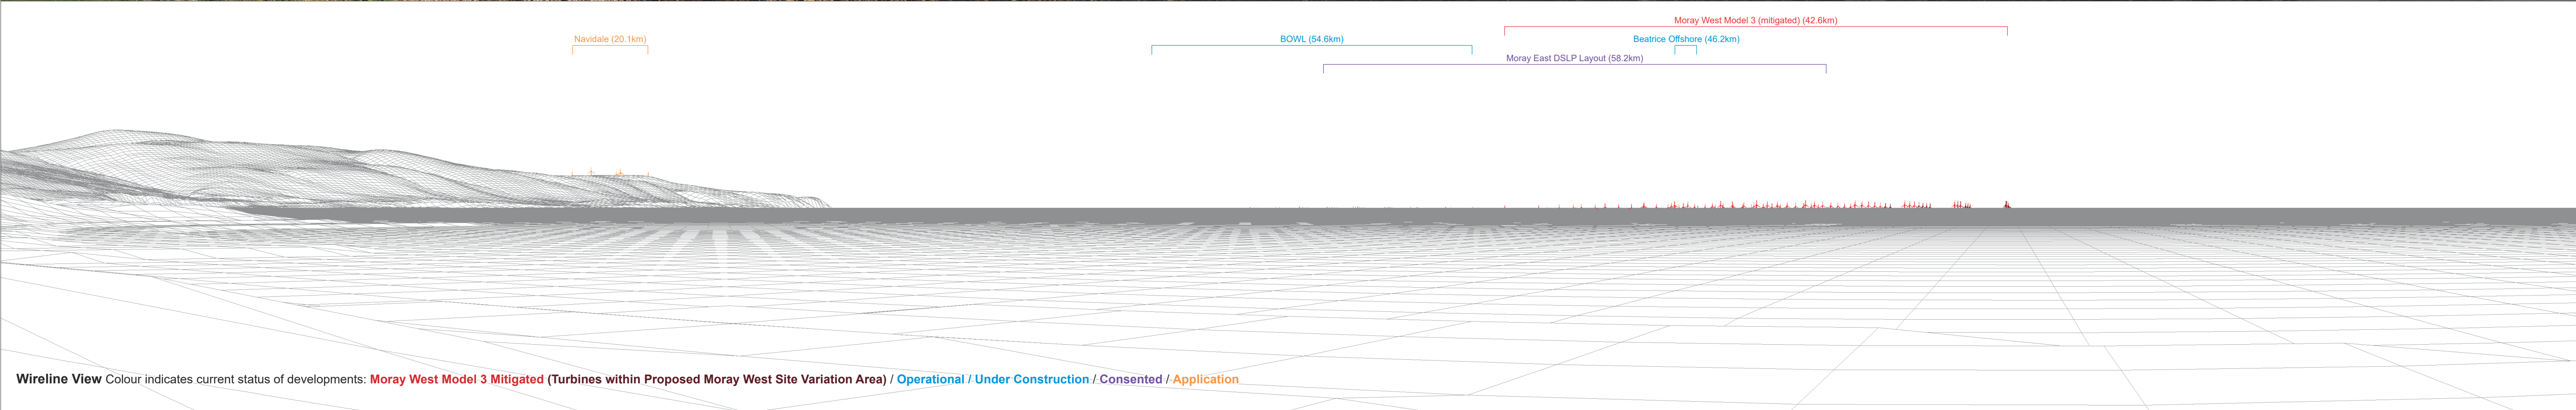 Moray West Model 3 (mitigated) (42.6km)
Navidale (20.1km)
BOWL (54.6km)
Beatrice Offshore (46.2km)
Moray East DSLP Layout (58.2km)
Wireline View Colour indicates current status of developments: Moray West Model 3 Mitigated (Turbines within Proposed Moray West Site Variation Area) / Operational / Under Construction / Consented / Application